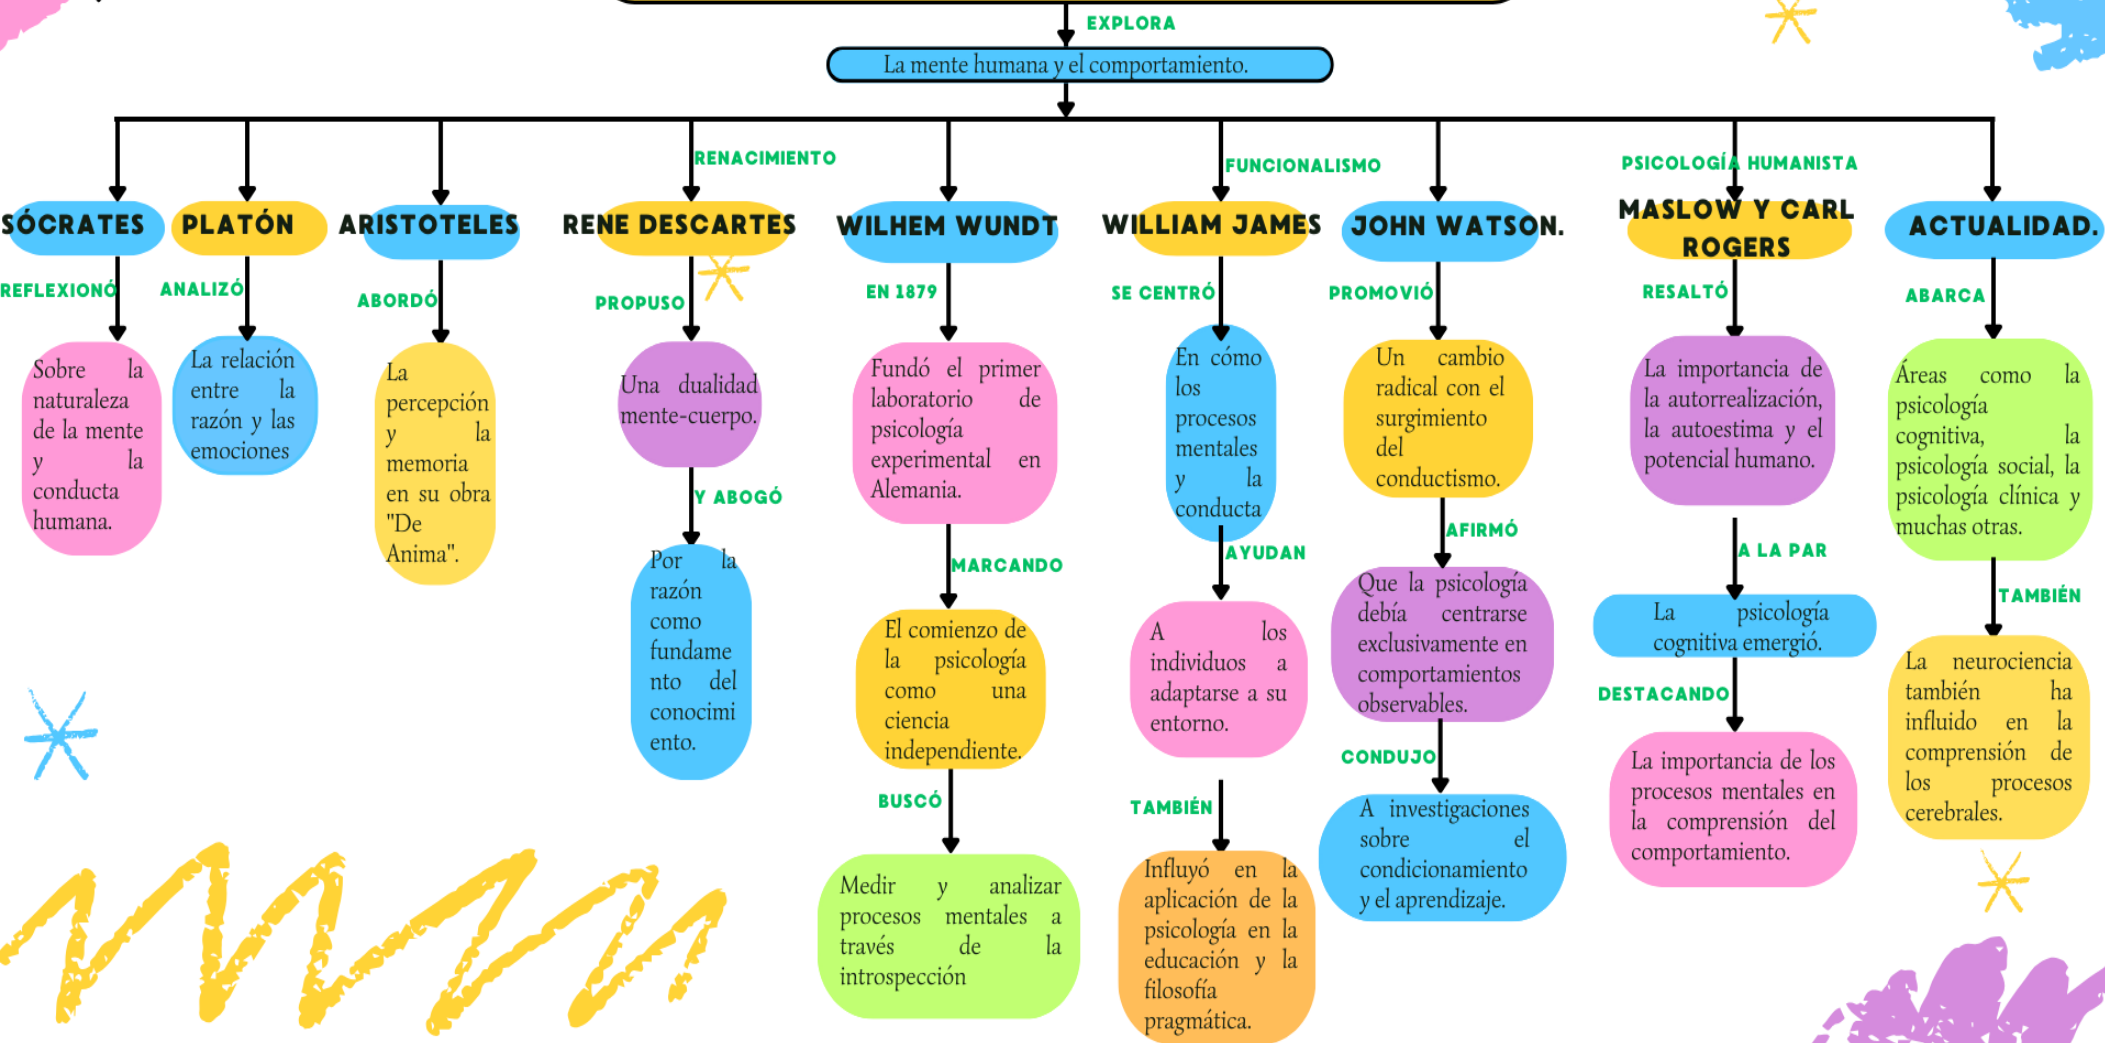 EXPLORA
La mente humana y el comportamiento.
RENACIMIENTO
FUNCIONALISMO
PSICOLOGÍA HUMANISTA
SÓCRATES
REFLEXIONÓ
Sobre la
naturaleza
de la mente
y la
conducta
humana.
PLATÓN
ANALIZÓ
La relación
entre la
razón y las
emociones
ARISTOTELES
ABORDÓ
La
percepción
y la
memoria
en su obra
"De
Anima".
RENE DESCARTES
PROPUSO
Una dualidad
mente-cuerpo.
Y ABOGÓ
Por la
razón
como
fundame
nto del
conocimi
ento.
WILHEM WUNDT
EN 1879
Fundó el primer
laboratorio de
psicología
experimental en
Alemania.
MARCANDO
El comienzo de
la psicología
como una
ciencia
independiente.
BUSCÓ
Medir y analizar
procesos mentales a
través de la
introspección
WILLIAM JAMES
SE CENTRÓ
En cómo
los
procesos
mentales
y la
conducta
AYUDAN
A los
individuos a
adaptarse a su
entorno.
TAMBIÉN
Influyó en la
aplicación de la
psicología en la
educación y la
filosofía
pragmática.
JOHN WATSON.
PROMOVIÓ
Un cambio
radical con el
surgimiento
del
conductismo.
AFIRMÓ
Que la psicología
debía centrarse
exclusivamente en
comportamientos
observables.
CONDUJO
A investigaciones
sobre el
condicionamiento
y el aprendizaje.
MASLOW Y CARL
ROGERS
RESALTÓ
La importancia de
la autorrealización,
la autoestima y el
potencial humano.
A LA PAR
La psicología
cognitiva emergió.
DESTACANDO
La importancia de los
procesos mentales en
la comprensión del
comportamiento.
ACTUALIDAD.
ABARCA
Áreas como la
psicología
cognitiva, la
psicología social, la
psicología clínica y
muchas otras.
TAMBIÉN
La neurociencia
también ha
influido en la
comprensión de
los procesos
cerebrales.